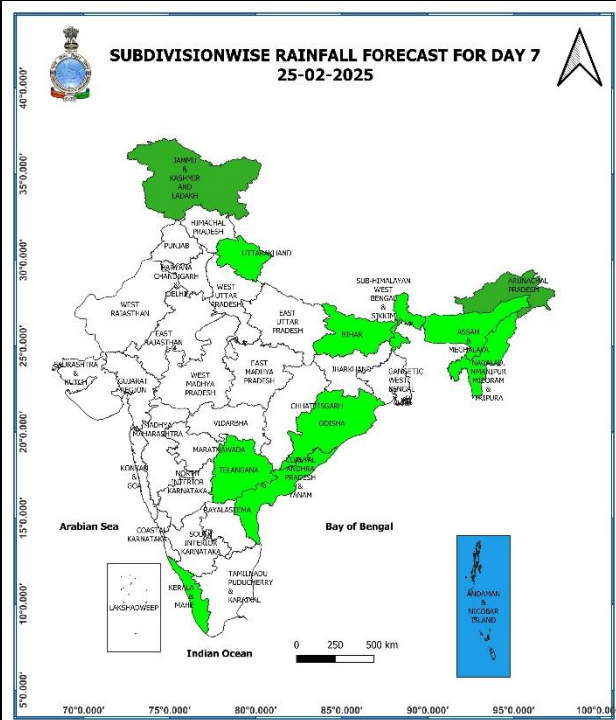 SUBDIVISIONWISE RAINFALL FORECAST FOR DAY 7
25-02-2025
40°0.000'
35°0.000'
30°0.000'
25°0.000'
20°0.000'
15°0.000'
10°0.000'
5°0.000'
JAMMU
&
KASHMIR
AND
LADAKH
HIMACHAL
PRADESH
PUNJAB
UTTARAKHAND
HARYANA
CHANDIGARH
&
DELHI
WEST
UTTAR
PRADESH
SUB-HIMALAYAN
WEST
BENGAL
&
SIKKIM
ARUNACHAL
PRADESH
WEST
RAJASTHAN
EAST
RAJASTHAN
EAST
UTTAR
PRADESH
BIHAR
ASSAM
&
MEGHALAYA
NAGALAND
MANIPUR
MIZORAM
&
TRIPURA
SAURASHTRA
&
KUTCH
GUJARAT
REGION
WEST
MADHYA
PRADESH
EAST
MADHYA
PRADESH
JHARKHAND
GANGETIC
WEST
BENGAL
CHHATTISGARH
ODISHA
MADHYA
MAHARASHTRA
VIDARBHA
MARATHAWADA
TELANGANA
COASTAL
ANDHRA
PRADESH
&
YANAM
KONKAN
&
GOA
NORTH
INTERIOR
KARNATAKA
RAYALASEEMA
Arabian Sea
Bay of Bengal
COASTAL
KARNATAKA
SOUTH
INTERIOR
KARNATAKA
TAMILNADU
PUDUCHERRY
&
KARAIKAL
KERALA
&
MAHE
LAKSHADWEEP
ANDAMAN
&
NICOBAR
ISLAND
Indian Ocean
0 250 500 km
70°0.000' 75°0.000' 80°0.000' 85°0.000' 90°0.000' 95°0.000' 100°0.0